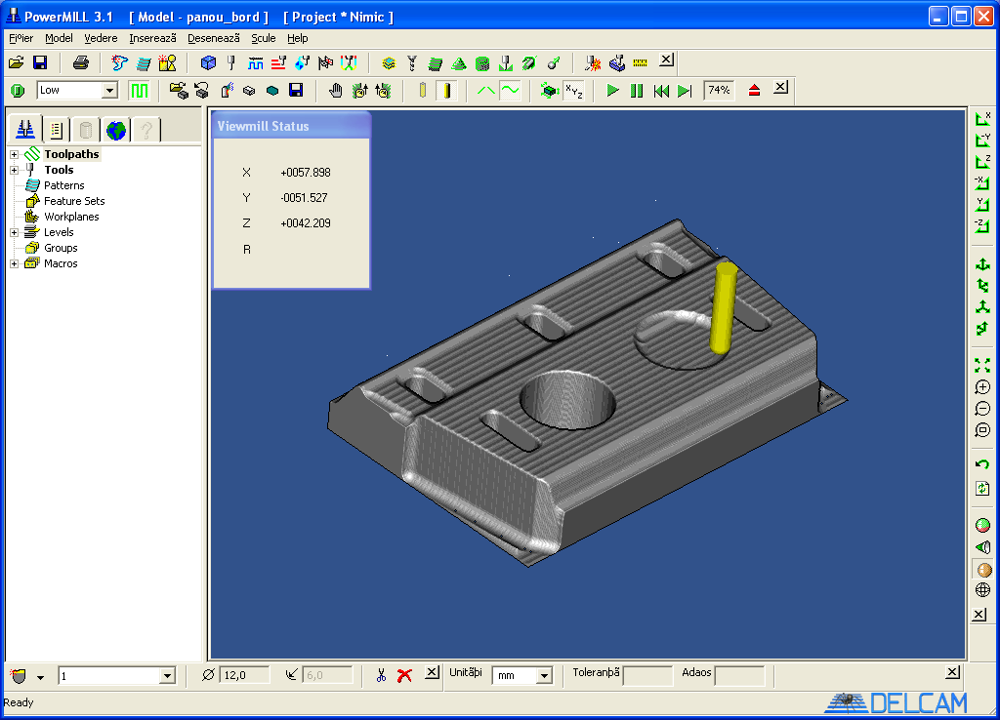 PowerMILL 3.1 [ Model - panou_bord ] [ Project * Nimic ]
Fiºier Model Vedere Insereazã Deseneazã Scule Help
Low 74%
Viewmill Status
X +0057.898
Y -0051.527
Z +0042.209
R
Toolpaths
Tools
Patterns
Feature Sets
Workplanes
Levels
Groups
Macros
1 12,0 6,0 Unitãþi mm Toleranþã Adaos
Ready
DELCAM